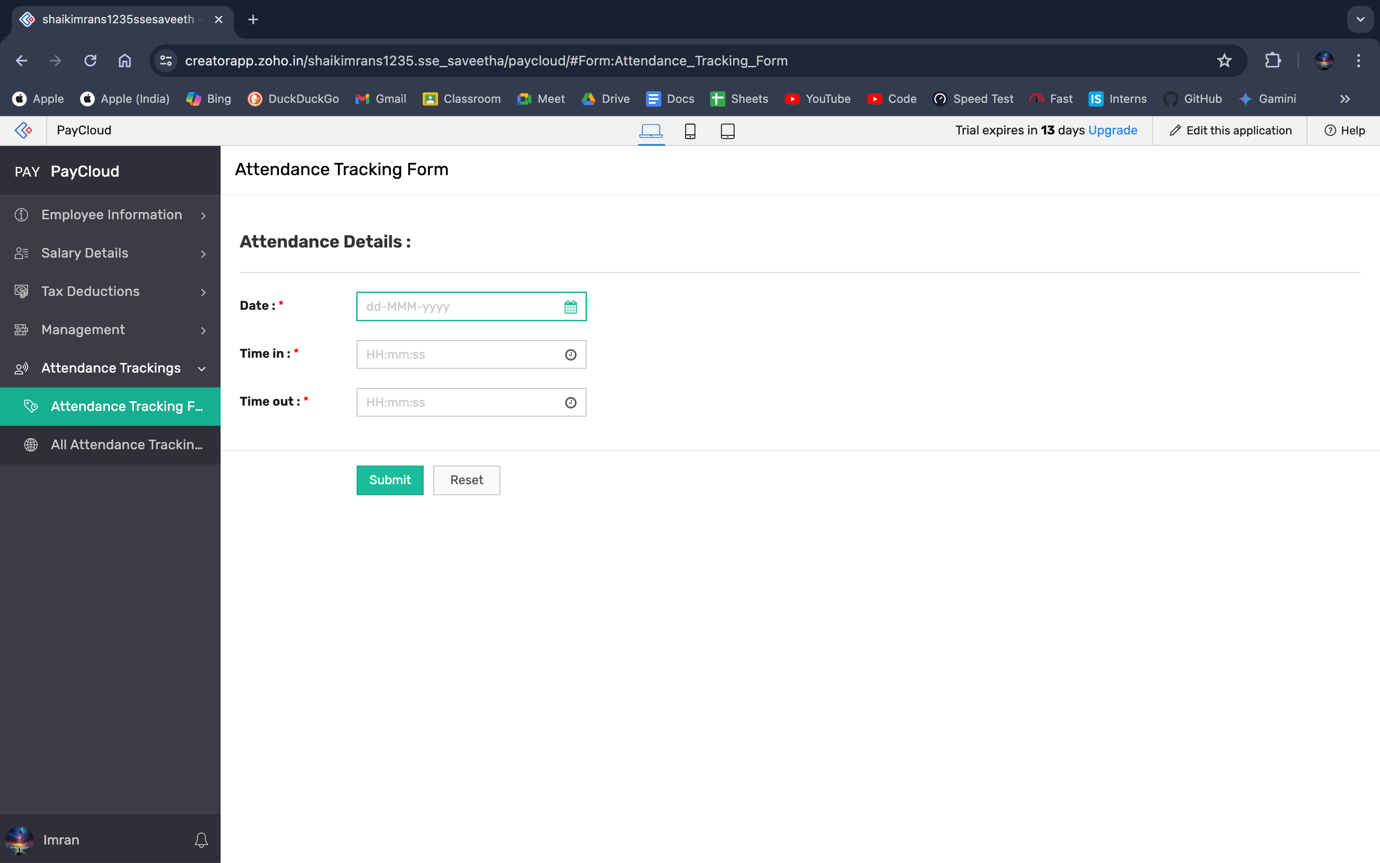 shaikimrans1235ssesaveeth
creatorapp.zoho.in/shaikimrans1235.sse_saveetha/paycloud/#Form:Attendance_Tracking_Form
Apple Apple (India) Bing DuckDuckGo Gmail Classroom Meet Drive Docs Sheets YouTube Code Speed Test Fast IS Interns GitHub Gamini
PayCloud Trial expires in 13 days Upgrade Edit this application Help
PAY PayCloud
Attendance Tracking Form
Employee Information
Salary Details
Tax Deductions
Management
Attendance Trackings
Attendance Tracking F...
All Attendance Trackin...
Attendance Details :
Date : * dd-MMM-yyyy
Time in : * HH:mm:ss
Time out : * HH:mm:ss
Submit Reset
Imran